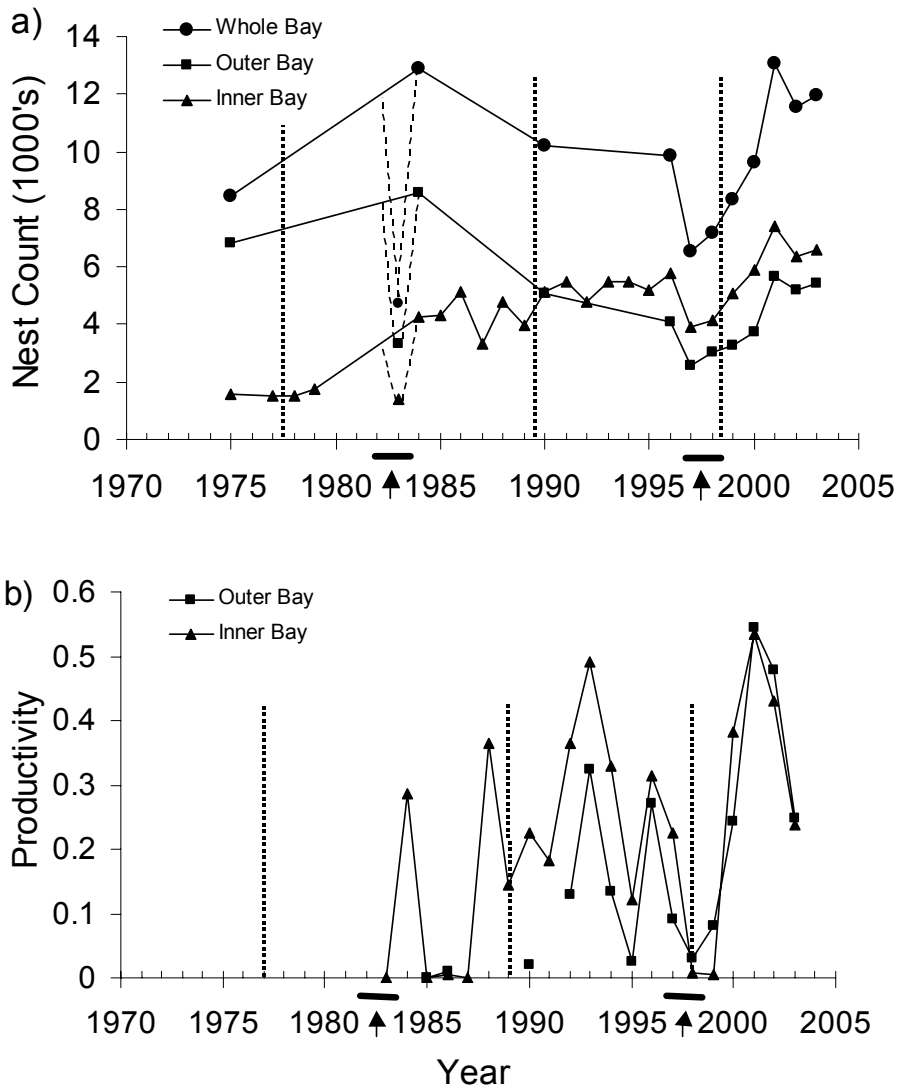 a)
Whole Bay
Outer Bay
Inner Bay
Nest Count (1000's)
14
12
10
8
6
4
2
0
1970 1975 1980 1985 1990 1995 2000 2005
b)
Outer Bay
Inner Bay
Productivity
0.6
0.5
0.4
0.3
0.2
0.1
0
1970 1975 1980 1985 1990 1995 2000 2005
Year